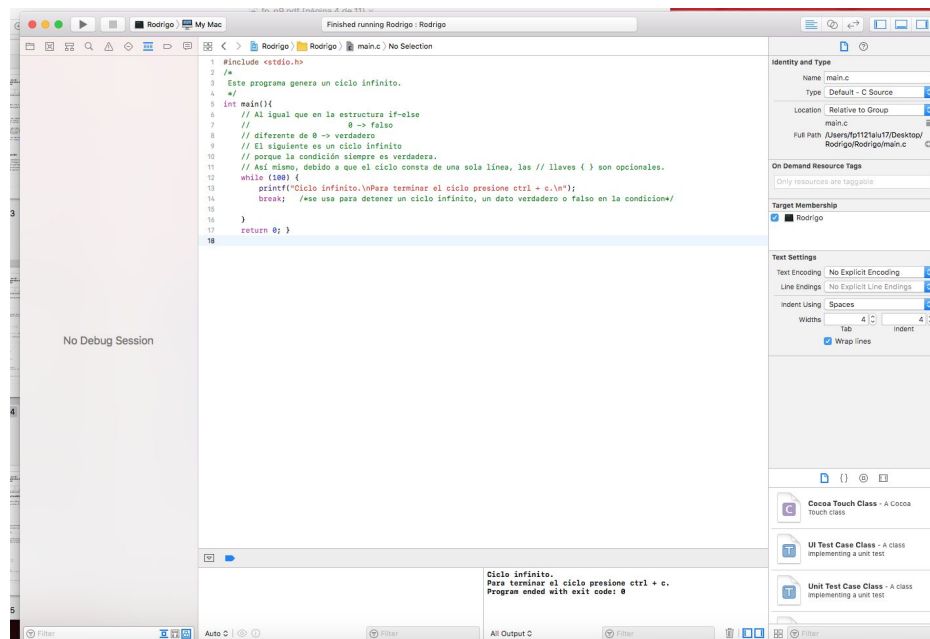 fp_p9.pdf (página 4 de 11)
Rodrigo
My Mac
Finished running Rodrigo : Rodrigo
Rodrigo
Rodrigo
main.c
No Selection
1 #include <stdio.h>
2 /*
3 Este programa genera un ciclo infinito.
4 */
5 int main(){
6 // Al igual que en la estructura if-else
7 // 0 -> falso
8 // diferente de 0 -> verdadero
9 // El siguiente es un ciclo infinito
10 // porque la condición siempre es verdadera.
11 // Así mismo, debido a que el ciclo consta de una sola línea, las // llaves { } son opcionales.
12 while (100) {
13 printf("Ciclo infinito.\nPara terminar el ciclo presione ctrl + c.\n");
14 break; /*se usa para detener un ciclo infinito, un dato verdadero o falso en la condicion*/
15
16 }
17 return 0; }
18
No Debug Session
3
4
5
Identity and Type
Name main.c
Type Default - C Source
Location Relative to Group
main.c
Full Path /Users/fp1121alu17/Desktop/
Rodrigo/Rodrigo/main.c
On Demand Resource Tags
Only resources are taggable
Target Membership
Rodrigo
Text Settings
Text Encoding No Explicit Encoding
Line Endings No Explicit Line Endings
Indent Using Spaces
Widths 4 4
Tab Indent
Wrap lines
{ }
C
Cocoa Touch Class - A Cocoa
Touch class
T
UI Test Case Class - A class
implementing a unit test
T
Unit Test Case Class - A class
implementing a unit test
Ciclo infinito.
Para terminar el ciclo presione ctrl + c.
Program ended with exit code: 0
Filter
Auto
Filter
All Output
Filter
Filter